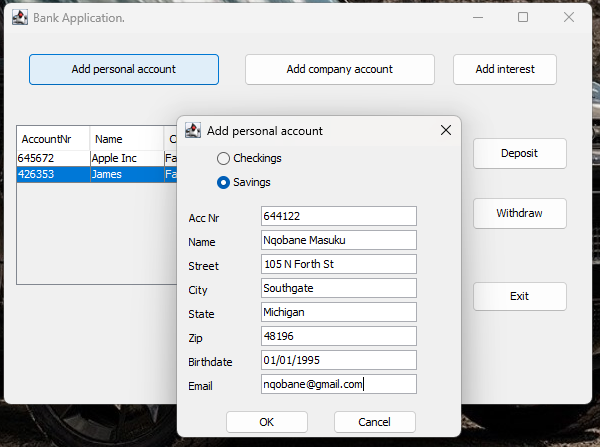 Bank Application.
Add personal account
Add company account
Add interest
AccountNr Name
645672 Apple Inc
426353 James
Deposit
Withdraw
Exit
Add personal account
Checkings
Savings
Acc Nr 644122
Name Nqobane Masuku
Street 105 N Forth St
City Southgate
State Michigan
Zip 48196
Birthdate 01/01/1995
Email nqobane@gmail.com
OK Cancel